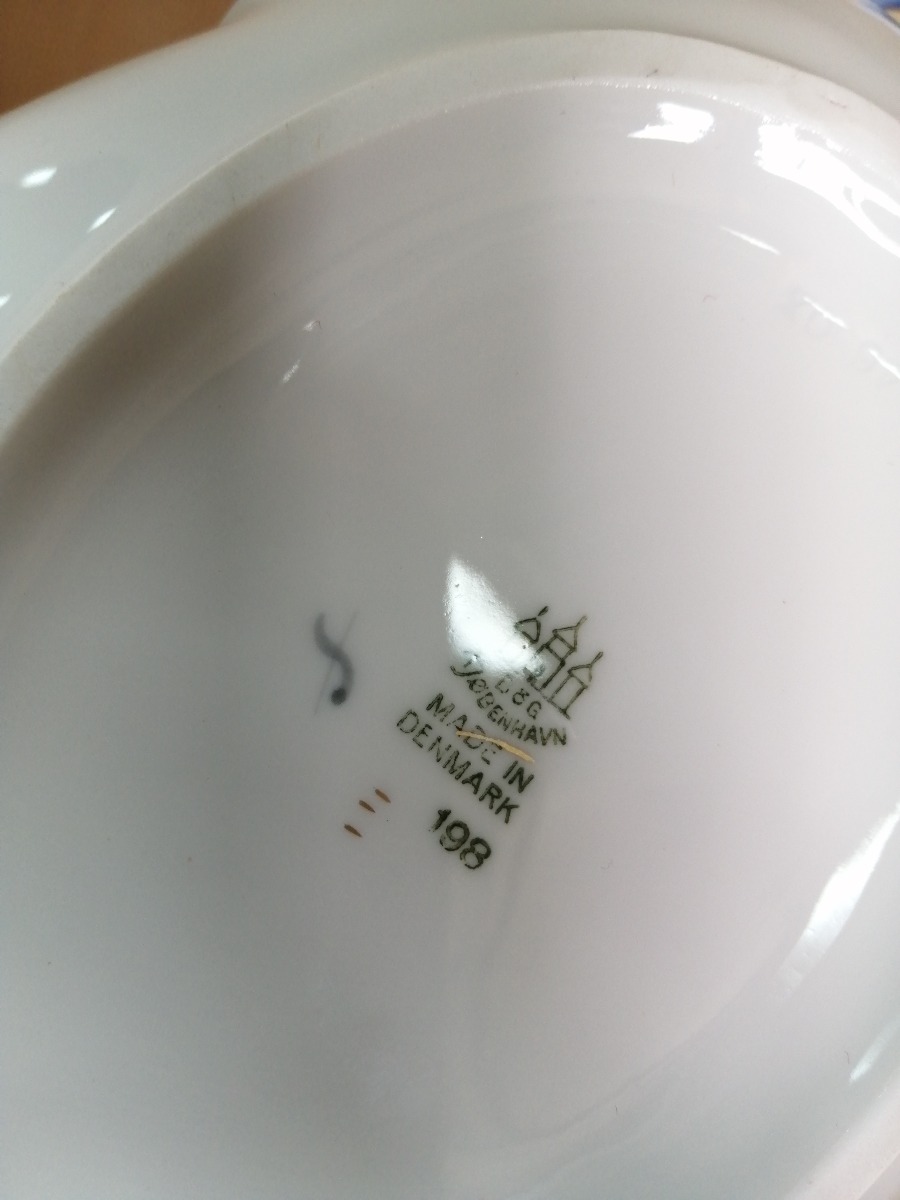 B&G
KØBENHAVN
MADE IN
DENMARK
198